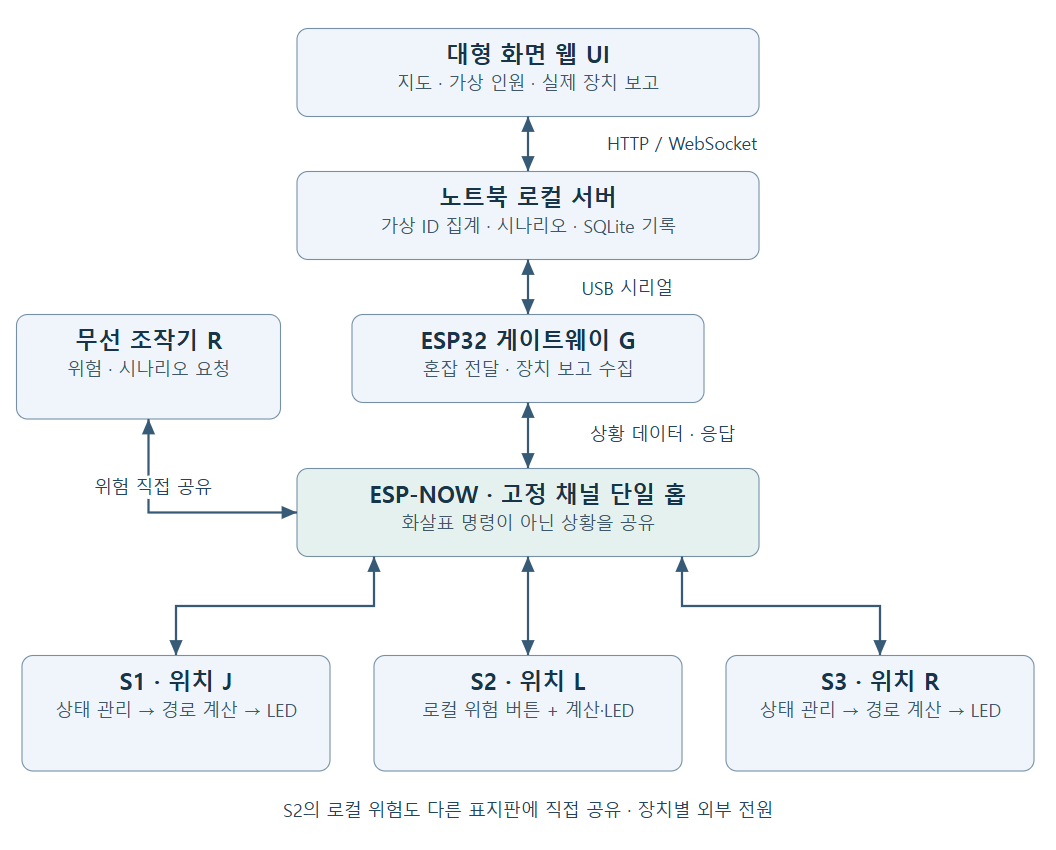 대형 화면 웹 UI
지도 · 가상 인원 · 실제 장치 보고
HTTP / WebSocket
노트북 로컬 서버
가상 ID 집계 · 시나리오 · SQLite 기록
USB 시리얼
무선 조작기 R
위험 · 시나리오 요청
ESP32 게이트웨이 G
혼잡 전달 · 장치 보고 수집
상황 데이터 · 응답
위험 직접 공유
ESP-NOW · 고정 채널 단일 홉
화살표 명령이 아닌 상황을 공유
S1 · 위치 J
상태 관리 → 경로 계산 → LED
S2 · 위치 L
로컬 위험 버튼 + 계산·LED
S3 · 위치 R
상태 관리 → 경로 계산 → LED
S2의 로컬 위험도 다른 표지판에 직접 공유 · 장치별 외부 전원